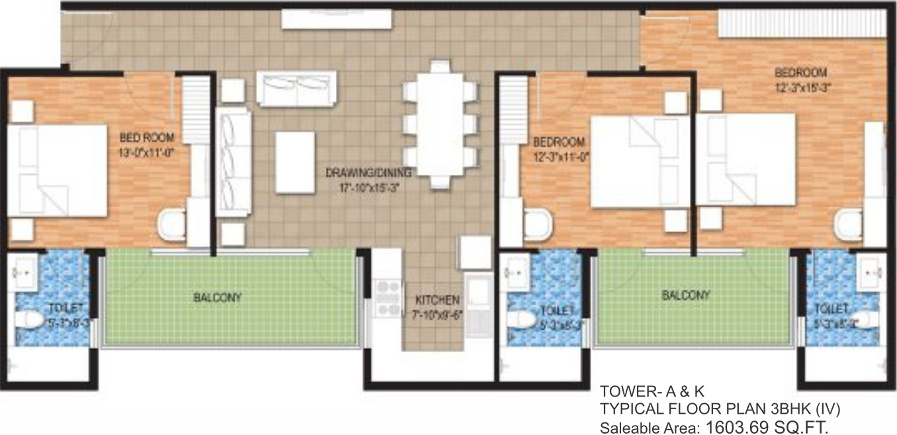 BEDROOM
12'-3"x15'-3"
BED ROOM
13'-0"x11'-0"
BEDROOM
12'-3"x11'-0"
DRAWING/DINING
17'-10"x15'-3"
BALCONY
BALCONY
KITCHEN
7'-10"x9'-6"
TOILET
5'-3"x8'-3"
TOILET
5'-3"x8'-3"
TOILET
5'-3"x8'-3"
TOWER- A & K
TYPICAL FLOOR PLAN 3BHK (IV)
Saleable Area: 1603.69 SQ.FT.